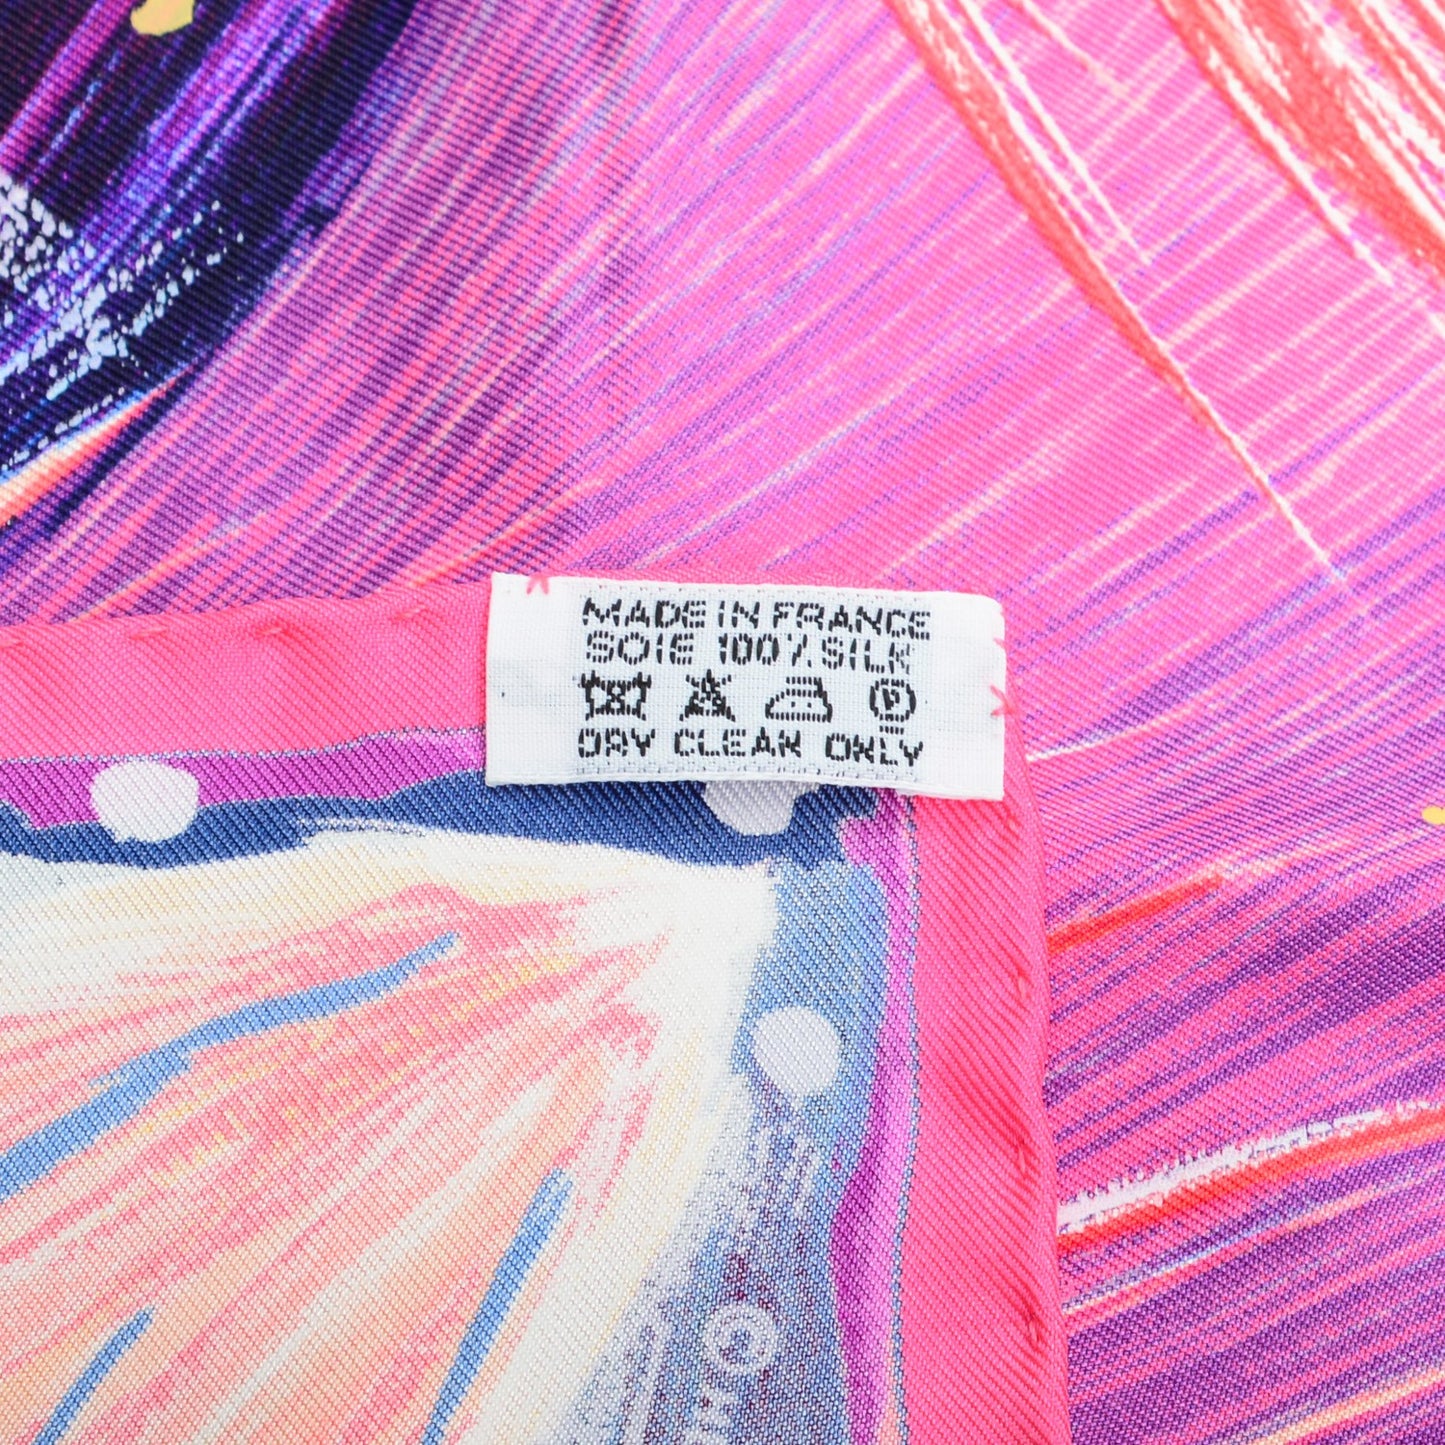 MADE IN FRANCE
SOIE 100% SILK
DRY CLEAN ONLY